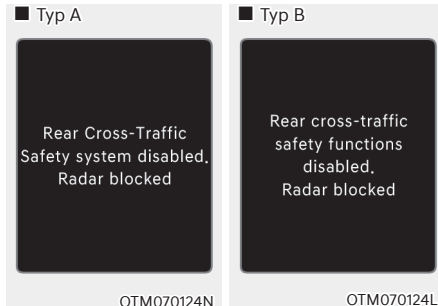 ■ Typ A
Rear Cross-Traffic
Safety system disabled.
Radar blocked
OTM070124N
■ Typ B
Rear cross-traffic
safety functions
disabled.
Radar blocked
OTM070124L